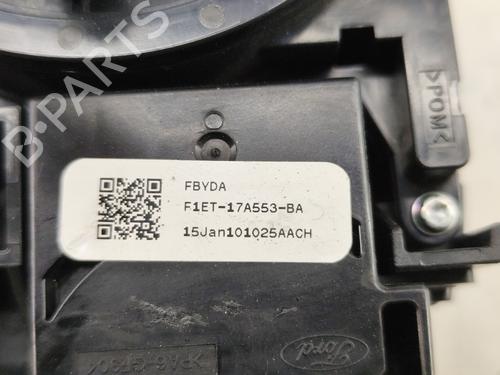 B-PARTS
>POM<
FBYDA
F1ET-17A553-BA
15Jan101025AACH
Ford